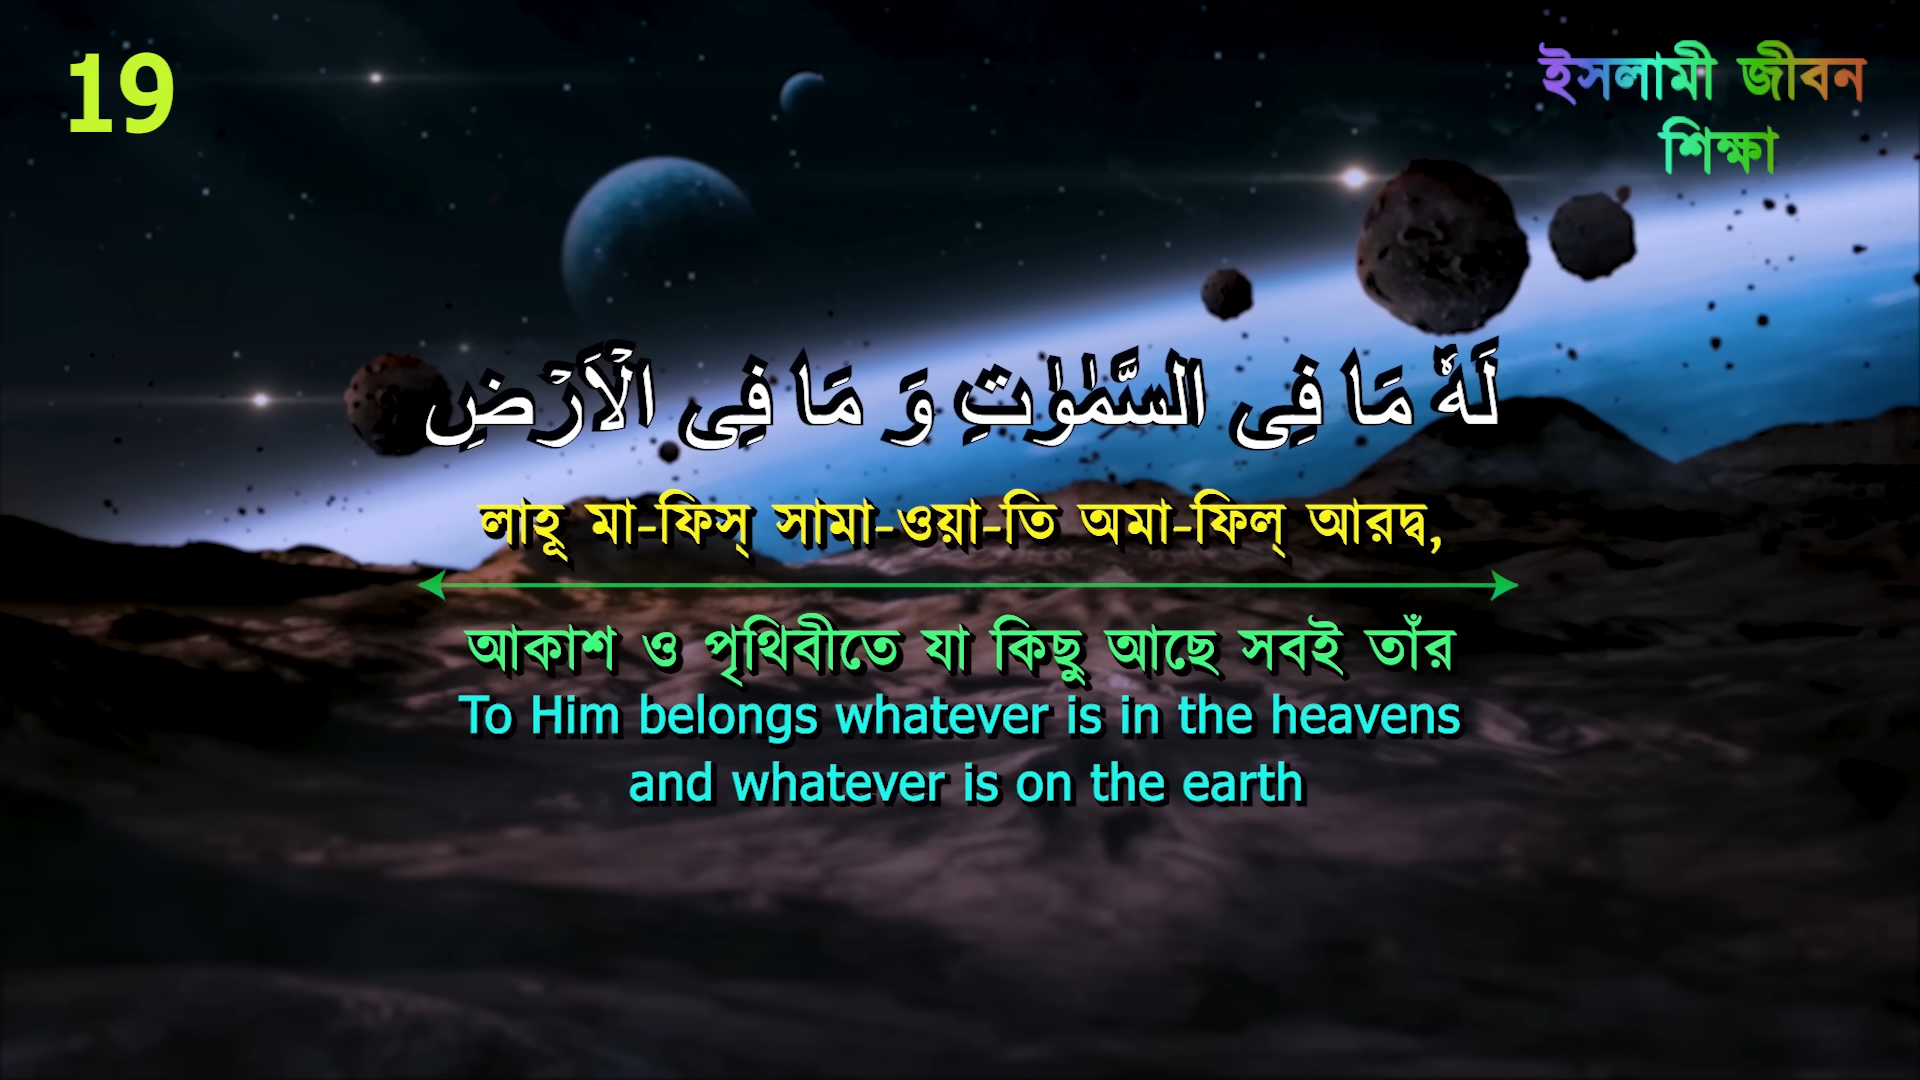 19
ইসলামী জীবন
শিক্ষা
لَهٗ مَا فِی السَّمٰوٰتِ وَ مَا فِی الْاَرْضِ
লাহূ মা-ফিস্ সামা-ওয়া-তি অমা-ফিল্ আরদ্ব,
আকাশ ও পৃথিবীতে যা কিছু আছে সবই তাঁর
To Him belongs whatever is in the heavens
and whatever is on the earth